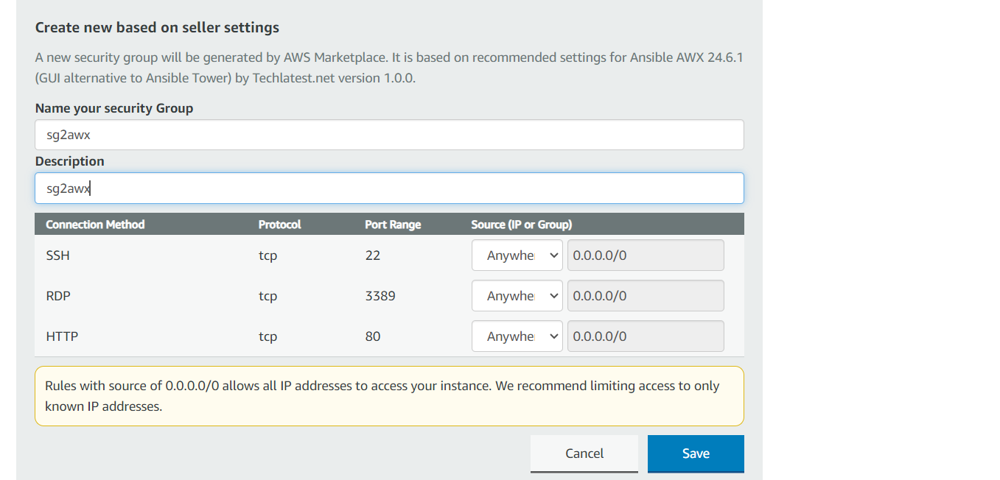 Create new based on seller settings
A new security group will be generated by AWS Marketplace. It is based on recommended settings for Ansible AWX 24.6.1
(GUI alternative to Ansible Tower) by Techlatest.net version 1.0.0.
Name your security Group
sg2awx
Description
sg2awx
Connection Method Protocol Port Range Source (IP or Group)
SSH tcp 22 Anywhe 0.0.0.0/0
RDP tcp 3389 Anywhe 0.0.0.0/0
HTTP tcp 80 Anywhe 0.0.0.0/0
Rules with source of 0.0.0.0/0 allows all IP addresses to access your instance. We recommend limiting access to only
known IP addresses.
Cancel Save